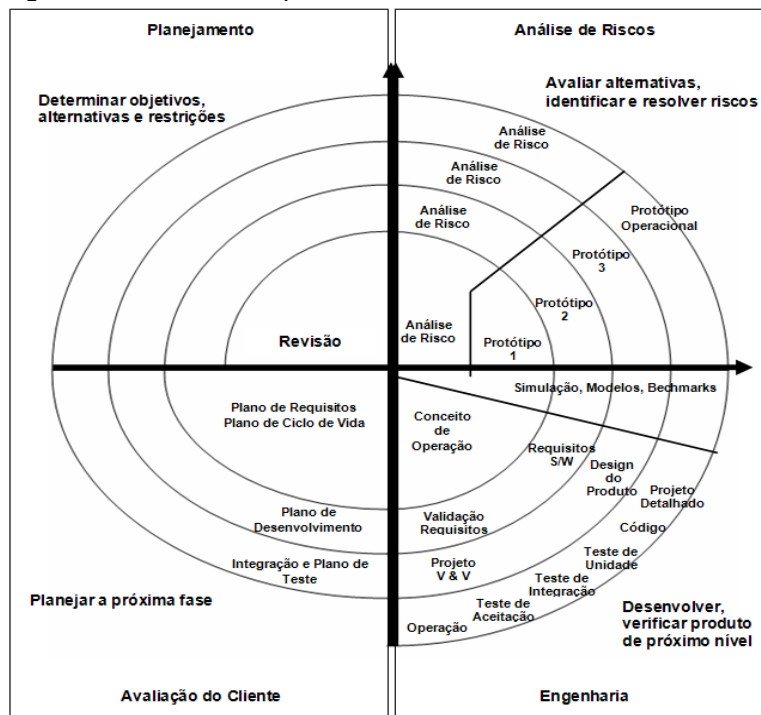 Planejamento
Análise de Riscos
Determinar objetivos,
alternativas e restrições
Avaliar alternativas,
identificar e resolver riscos
Análise
de Risco
Análise
de Risco
Análise
de Risco
Análise
de Risco
Protótipo
Operacional
Protótipo
3
Protótipo
2
Protótipo
1
Revisão
Simulação, Modelos, Bechmarks
Plano de Requisitos
Plano de Ciclo de Vida
Conceito
de
Operação
Requisitos
S/W
Design
do
Produto
Projeto
Detalhado
Código
Plano de
Desenvolvimento
Validação
Requisitos
Teste de
Unidade
Integração e Plano de
Teste
Projeto
V & V
Teste de
Integração
Teste de
Aceitação
Operação
Planejar a próxima fase
Desenvolver,
verificar produto
de próximo nível
Avaliação do Cliente
Engenharia